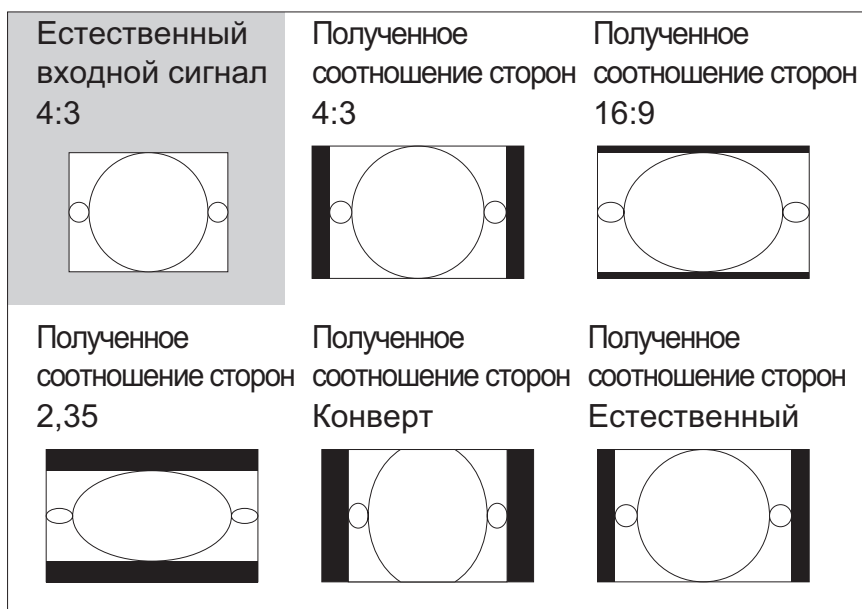 Естественный
входной сигнал
4:3
Полученное
соотношение сторон
4:3
Полученное
соотношение сторон
16:9
Полученное
соотношение сторон
2,35
Полученное
соотношение сторон
Конверт
Полученное
соотношение сторон
Естественный